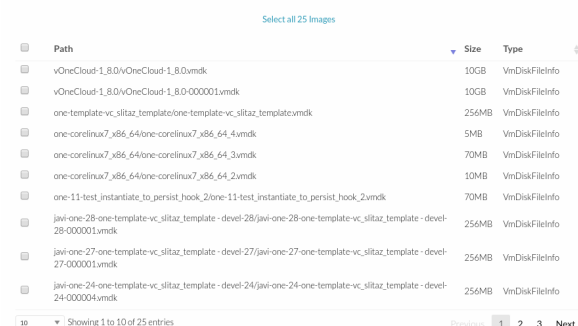 Select all 25 Images
Path Size Type
vOneCloud-1_8.0/vOneCloud-1_8.0.vmdk 10GB VmDiskFileInfo
vOneCloud-1_8.0/vOneCloud-1_8.0-000001.vmdk 10GB VmDiskFileInfo
one-template-vc_slitaz_template/one-template-vc_slitaz_template.vmdk 256MB VmDiskFileInfo
one-corelinux7_x86_64/one-corelinux7_x86_64_4.vmdk 5MB VmDiskFileInfo
one-corelinux7_x86_64/one-corelinux7_x86_64_3.vmdk 70MB VmDiskFileInfo
one-corelinux7_x86_64/one-corelinux7_x86_64_2.vmdk 10MB VmDiskFileInfo
one-11-test_instantiate_to_persist_hook_2/one-11-test_instantiate_to_persist_hook_2.vmdk 70MB VmDiskFileInfo
javi-one-28-one-template-vc_slitaz_template - devel-28/javi-one-28-one-template-vc_slitaz_template - devel-
28-000001.vmdk 256MB VmDiskFileInfo
javi-one-27-one-template-vc_slitaz_template - devel-27/javi-one-27-one-template-vc_slitaz_template - devel-
27-000001.vmdk 256MB VmDiskFileInfo
javi-one-24-one-template-vc_slitaz_template - devel-24/javi-one-24-one-template-vc_slitaz_template - devel-
24-000004.vmdk 256MB VmDiskFileInfo
10 Showing 1 to 10 of 25 entries Previous 1 2 3 Next